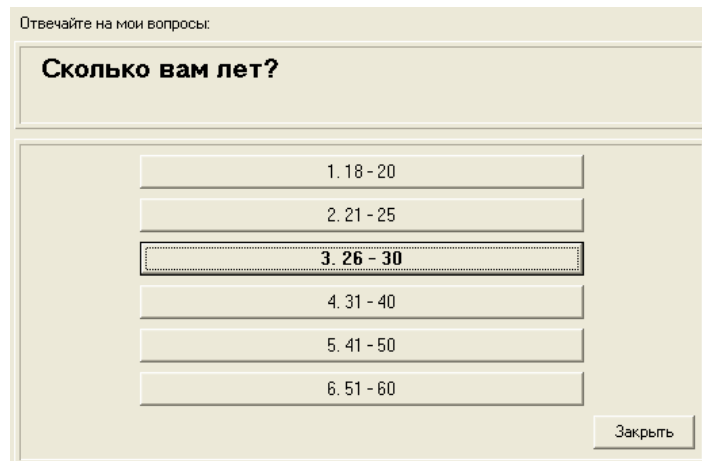 Отвечайте на мои вопросы:
Сколько вам лет?
1. 18 - 20
2. 21 - 25
3. 26 - 30
4. 31 - 40
5. 41 - 50
6. 51 - 60
Закрыть